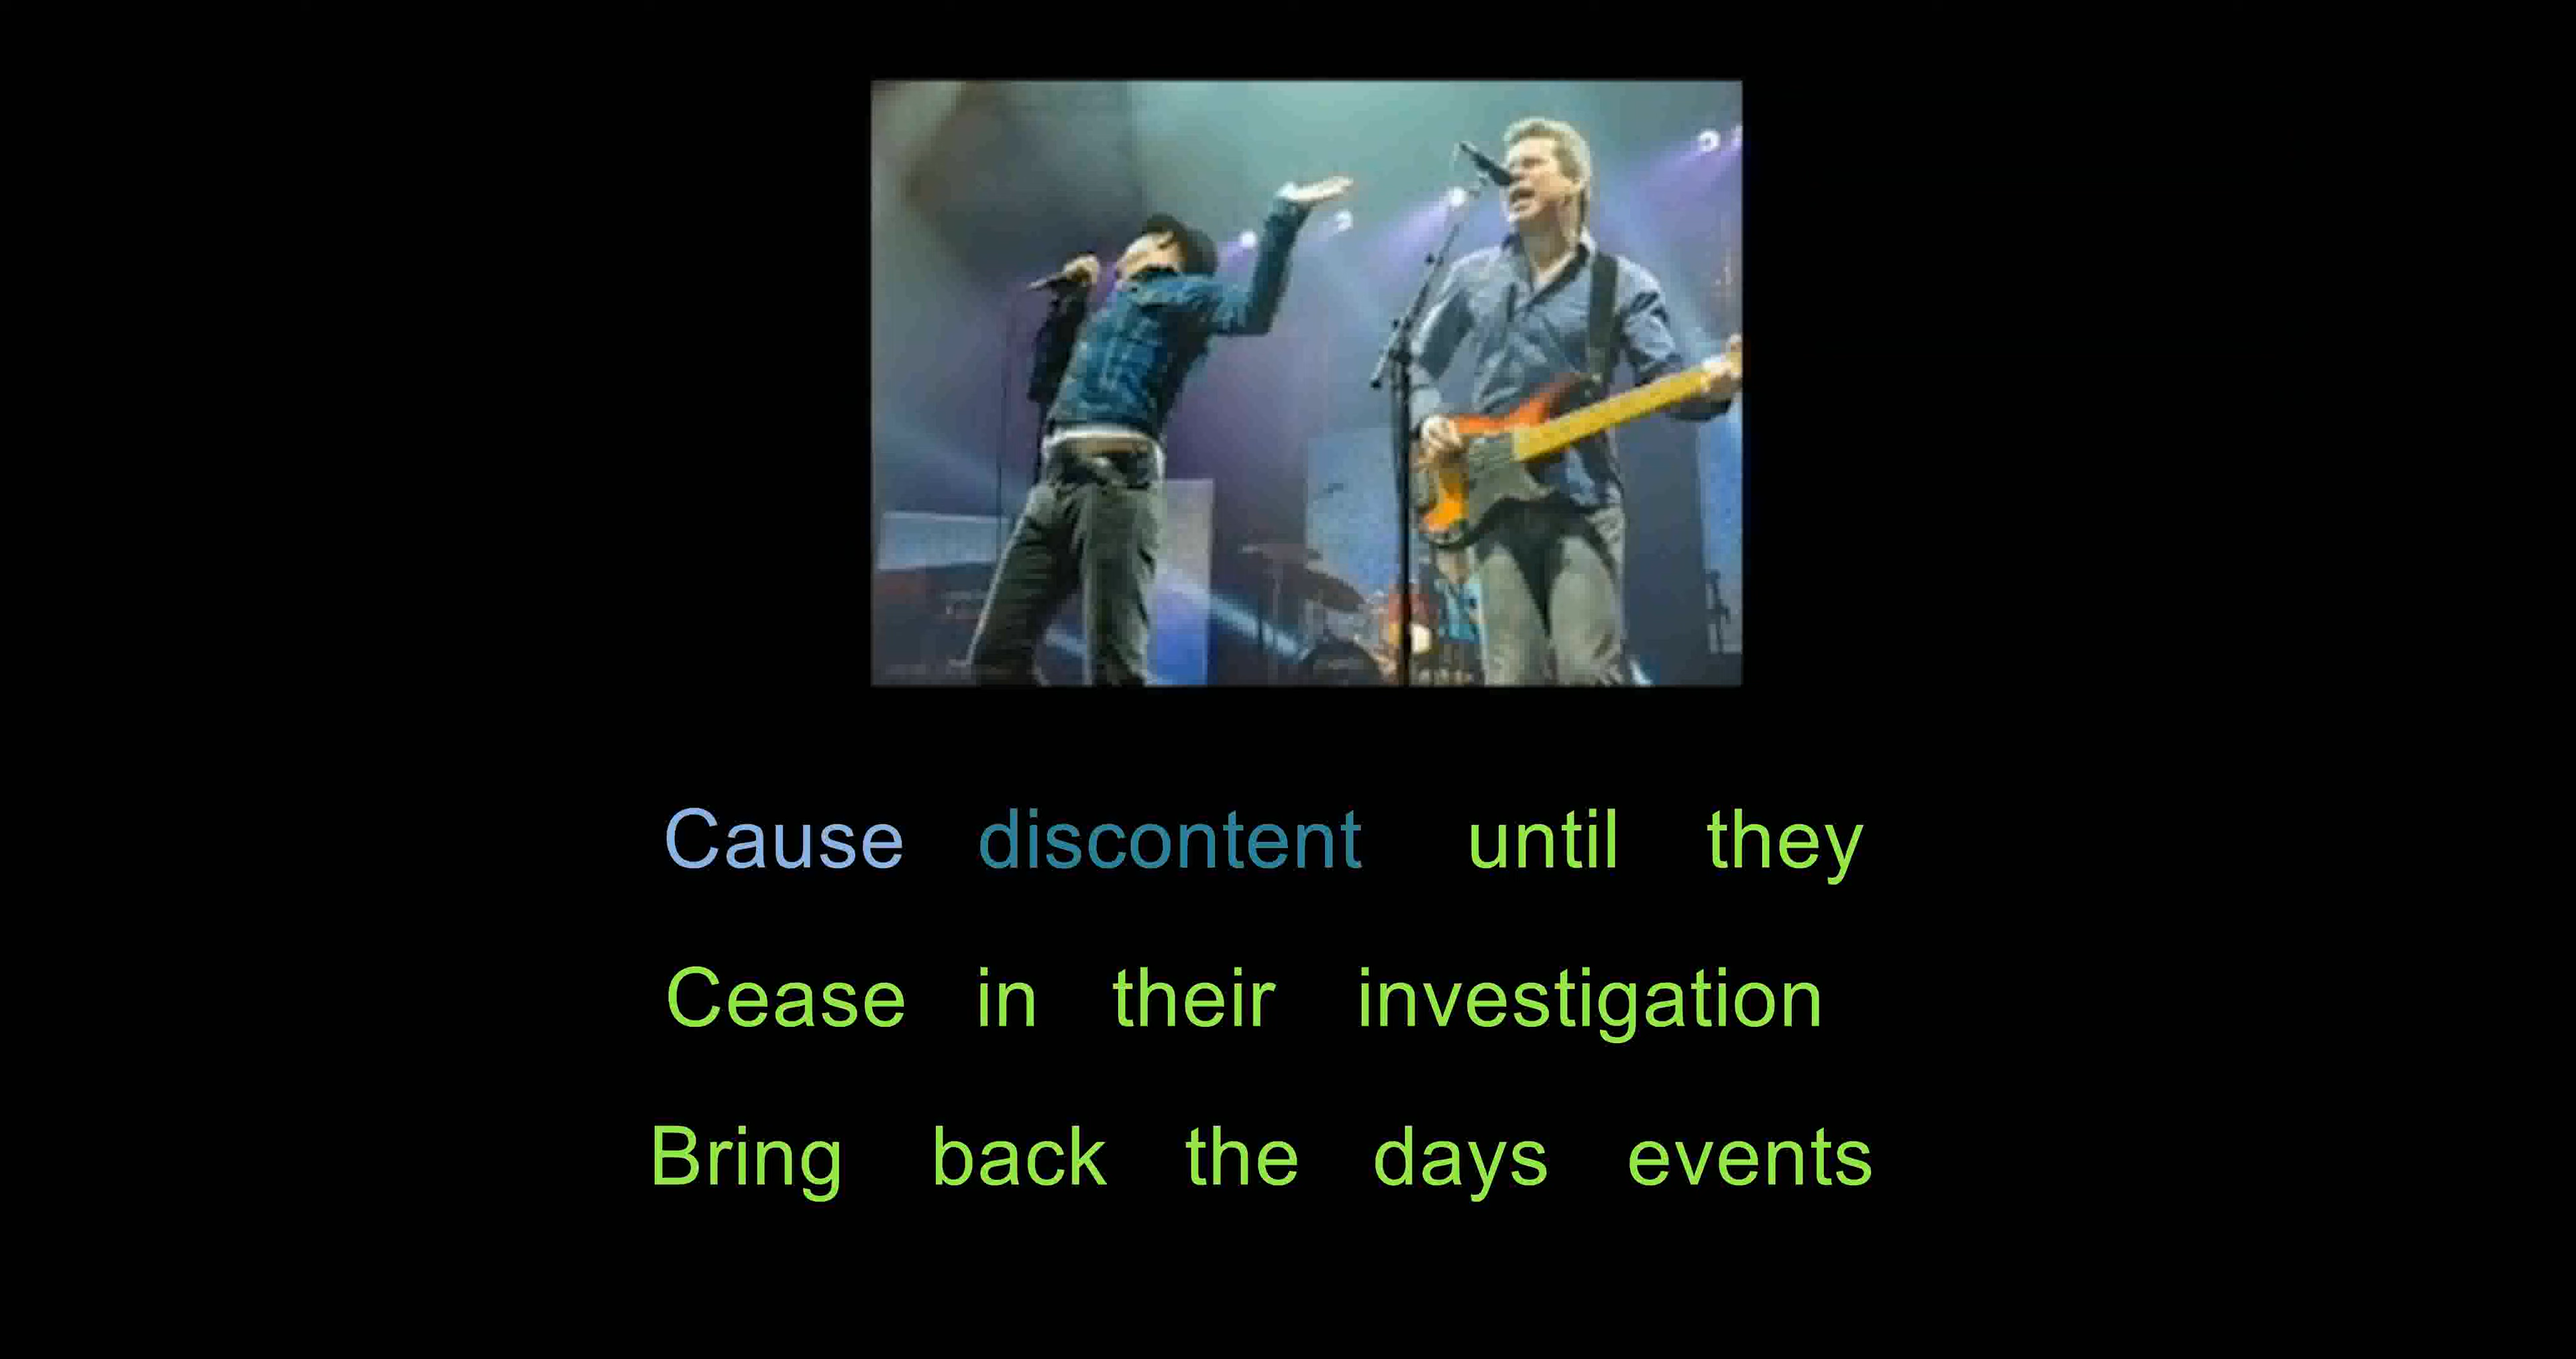 Cause discontent until they
Cease in their investigation
Bring back the days events